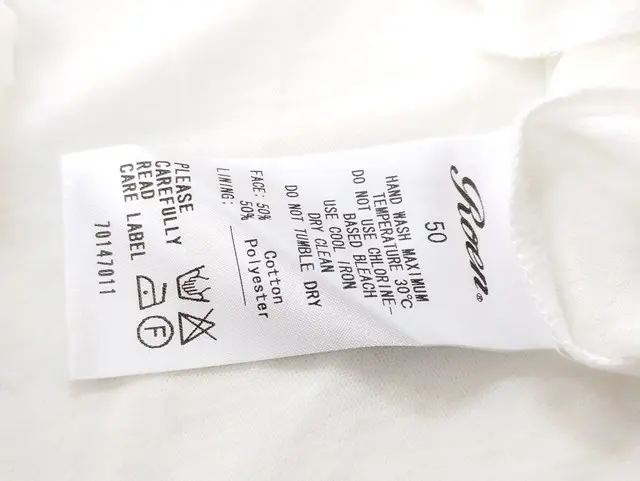 Roen®
50
HAND WASH MAXIMUM
TEMPERATURE 30℃
DO NOT USE CHLORINE-
BASED BLEACH
USE COOL IRON
DRY CLEAN
DO NOT TUMBLE DRY
Cotton
Polyester
FACE: 50%
50%
LINING:
PLEASE
CAREFULLY
READ
CARE LABEL
F
70147011